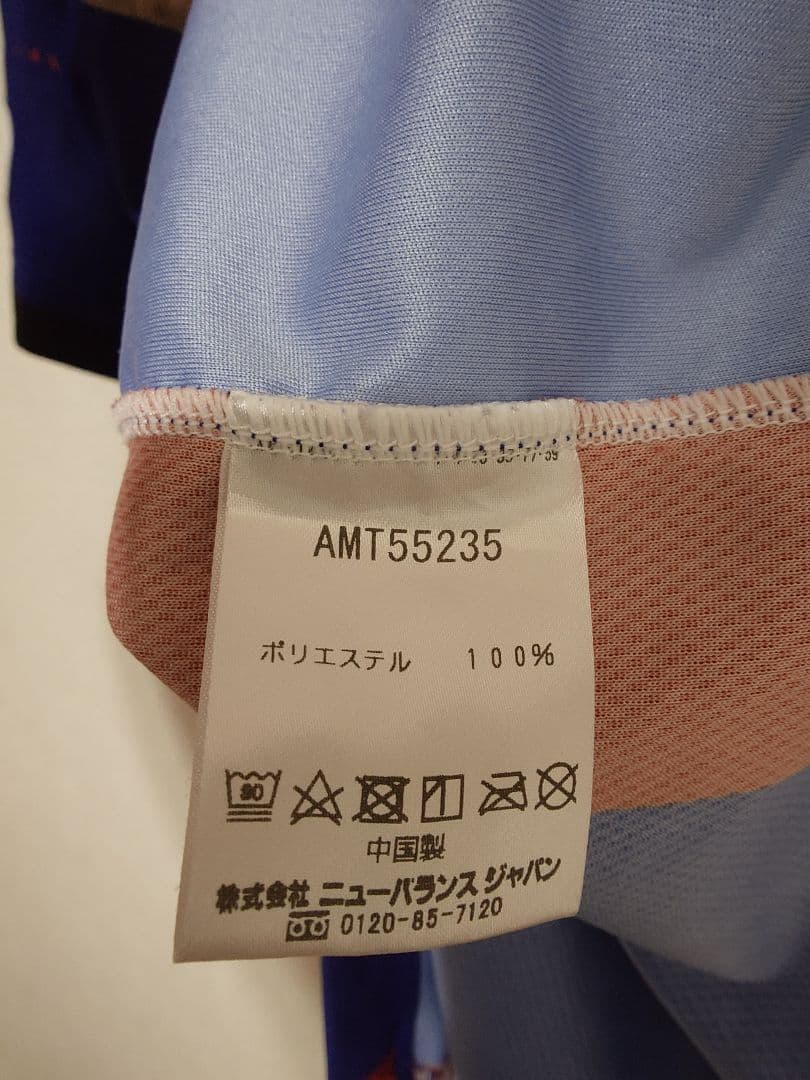 AMT55235
ポリエステル 100%
30
中国製
株式会社 ニューバランス ジャパン
0120-85-7120